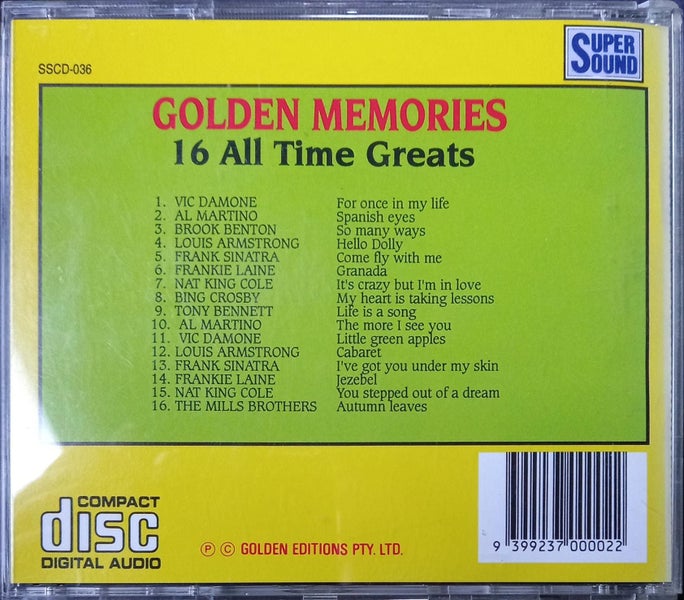 SUPER
SOUND
SSCD-036
GOLDEN MEMORIES
16 All Time Greats
1. VIC DAMONE For once in my life
2. AL MARTINO Spanish eyes
3. BROOK BENTON So many ways
4. LOUIS ARMSTRONG Hello Dolly
5. FRANK SINATRA Come fly with me
6. FRANKIE LAINE Granada
7. NAT KING COLE It's crazy but I'm in love
8. BING CROSBY My heart is taking lessons
9. TONY BENNETT Life is a song
10. AL MARTINO The more I see you
11. VIC DAMONE Little green apples
12. LOUIS ARMSTRONG Cabaret
13. FRANK SINATRA I've got you under my skin
14. FRANKIE LAINE Jezebel
15. NAT KING COLE You stepped out of a dream
16. THE MILLS BROTHERS Autumn leaves
COMPACT
disc
DIGITAL AUDIO
Ⓟ © GOLDEN EDITIONS PTY. LTD.
9 399237 000022